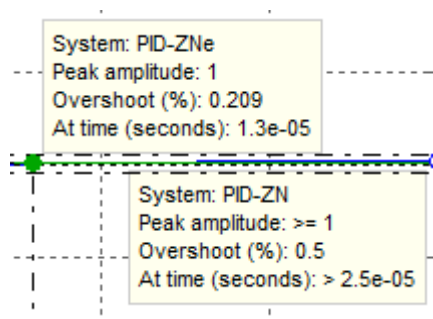 System: PID-ZNe
Peak amplitude: 1
Overshoot (%): 0.209
At time (seconds): 1.3e-05
System: PID-ZN
Peak amplitude: >= 1
Overshoot (%): 0.5
At time (seconds): > 2.5e-05